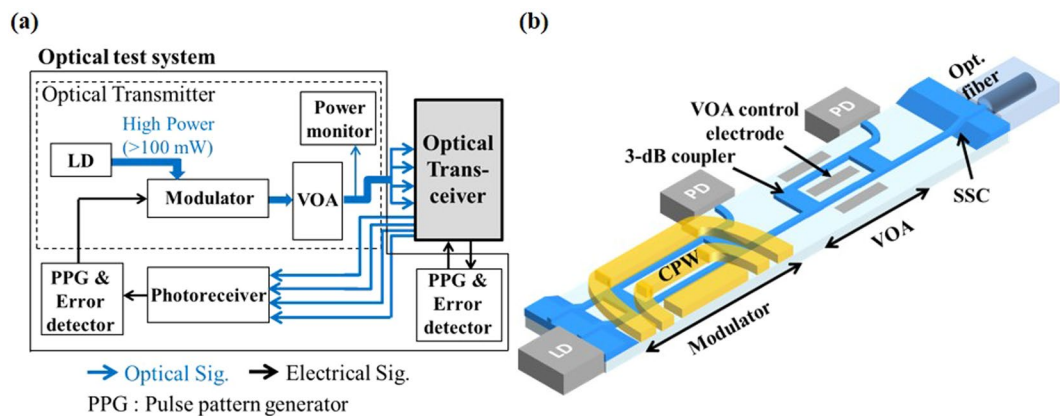 (a)
Optical test system
Optical Transmitter
High Power
(>100 mW)
LD
Modulator
VOA
Power
monitor
Optical
Trans-
ceiver
PPG &
Error
detector
Photoreceiver
PPG &
Error
detector
Optical Sig.
Electrical Sig.
PPG : Pulse pattern generator
(b)
Opt.
fiber
PD
VOA control
electrode
3-dB coupler
PD
SSC
VOA
CPW
Modulator
LD